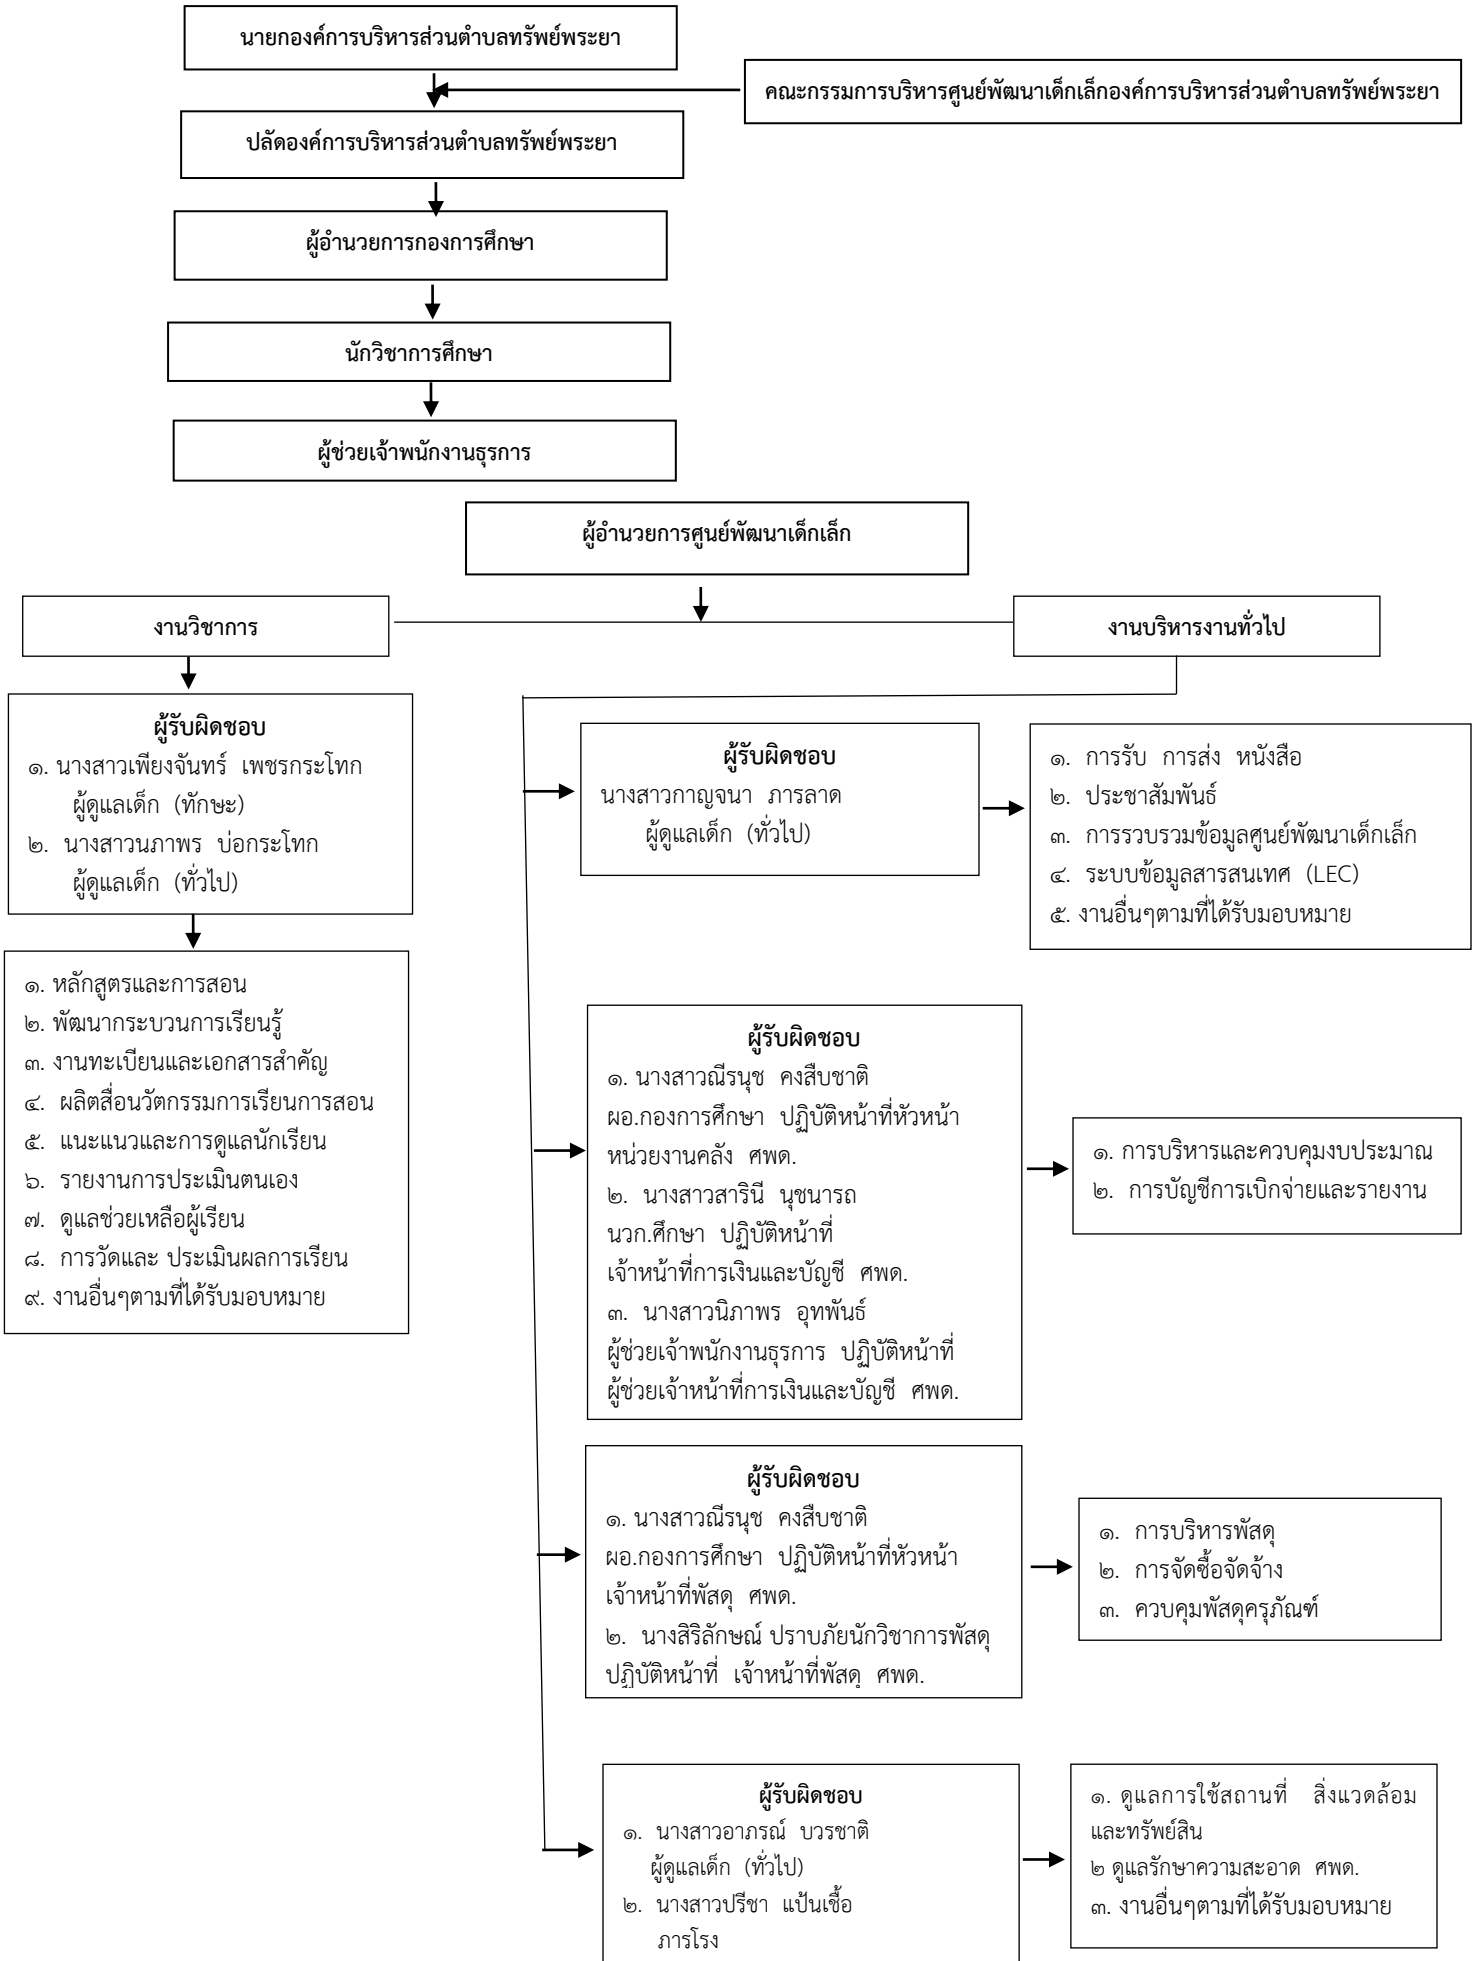 นายกองค์การบริหารส่วนตำบลทรัพย์พระยา
คณะกรรมการบริหารศูนย์พัฒนาเด็กเล็กองค์การบริหารส่วนตำบลทรัพย์พระยา
ปลัดองค์การบริหารส่วนตำบลทรัพย์พระยา
ผู้อำนวยการกองการศึกษา
นักวิชาการศึกษา
ผู้ช่วยเจ้าพนักงานธุรการ
ผู้อำนวยการศูนย์พัฒนาเด็กเล็ก
งานวิชาการ
งานบริหารงานทั่วไป
ผู้รับผิดชอบ
๑. นางสาวเพียงจันทร์ เพชรกระโทก
ผู้ดูแลเด็ก (ทักษะ)
๒. นางสาวนภาพร บ่อกระโทก
ผู้ดูแลเด็ก (ทั่วไป)
๑. หลักสูตรและการสอน
๒. พัฒนากระบวนการเรียนรู้
๓. งานทะเบียนและเอกสารสำคัญ
๔. ผลิตสื่อนวัตกรรมการเรียนการสอน
๕. แนะแนวและการดูแลนักเรียน
๖. รายงานการประเมินตนเอง
๗. ดูแลช่วยเหลือผู้เรียน
๘. การวัดและ ประเมินผลการเรียน
๙. งานอื่นๆตามที่ได้รับมอบหมาย
ผู้รับผิดชอบ
นางสาวกาญจนา ภารลาด
ผู้ดูแลเด็ก (ทั่วไป)
๑. การรับ การส่ง หนังสือ
๒. ประชาสัมพันธ์
๓. การรวบรวมข้อมูลศูนย์พัฒนาเด็กเล็ก
๔. ระบบข้อมูลสารสนเทศ (LEC)
๕. งานอื่นๆตามที่ได้รับมอบหมาย
ผู้รับผิดชอบ
๑. นางสาวณีรนุช คงสืบชาติ
ผอ.กองการศึกษา ปฏิบัติหน้าที่หัวหน้า
หน่วยงานคลัง ศพด.
๒. นางสาวสารินี นุชนารถ
นวก.ศึกษา ปฏิบัติหน้าที่
เจ้าหน้าที่การเงินและบัญชี ศพด.
๓. นางสาวนิภาพร อุทพันธ์
ผู้ช่วยเจ้าพนักงานธุรการ ปฏิบัติหน้าที่
ผู้ช่วยเจ้าหน้าที่การเงินและบัญชี ศพด.
๑. การบริหารและควบคุมงบประมาณ
๒. การบัญชีการเบิกจ่ายและรายงาน
ผู้รับผิดชอบ
๑. นางสาวณีรนุช คงสืบชาติ
ผอ.กองการศึกษา ปฏิบัติหน้าที่หัวหน้า
เจ้าหน้าที่พัสดุ ศพด.
๒. นางสิริลักษณ์ ปราบภัยนักวิชาการพัสดุ
ปฏิบัติหน้าที่ เจ้าหน้าที่พัสดุ ศพด.
๑. การบริหารพัสดุ
๒. การจัดซื้อจัดจ้าง
๓. ควบคุมพัสดุครุภัณฑ์
ผู้รับผิดชอบ
๑. นางสาวอาภรณ์ บวรชาติ
ผู้ดูแลเด็ก (ทั่วไป)
๒. นางสาวปรีชา แป้นเชื้อ
ภารโรง
๑. ดูแลการใช้สถานที่ สิ่งแวดล้อม
และทรัพย์สิน
๒ ดูแลรักษาความสะอาด ศพด.
๓. งานอื่นๆตามที่ได้รับมอบหมาย